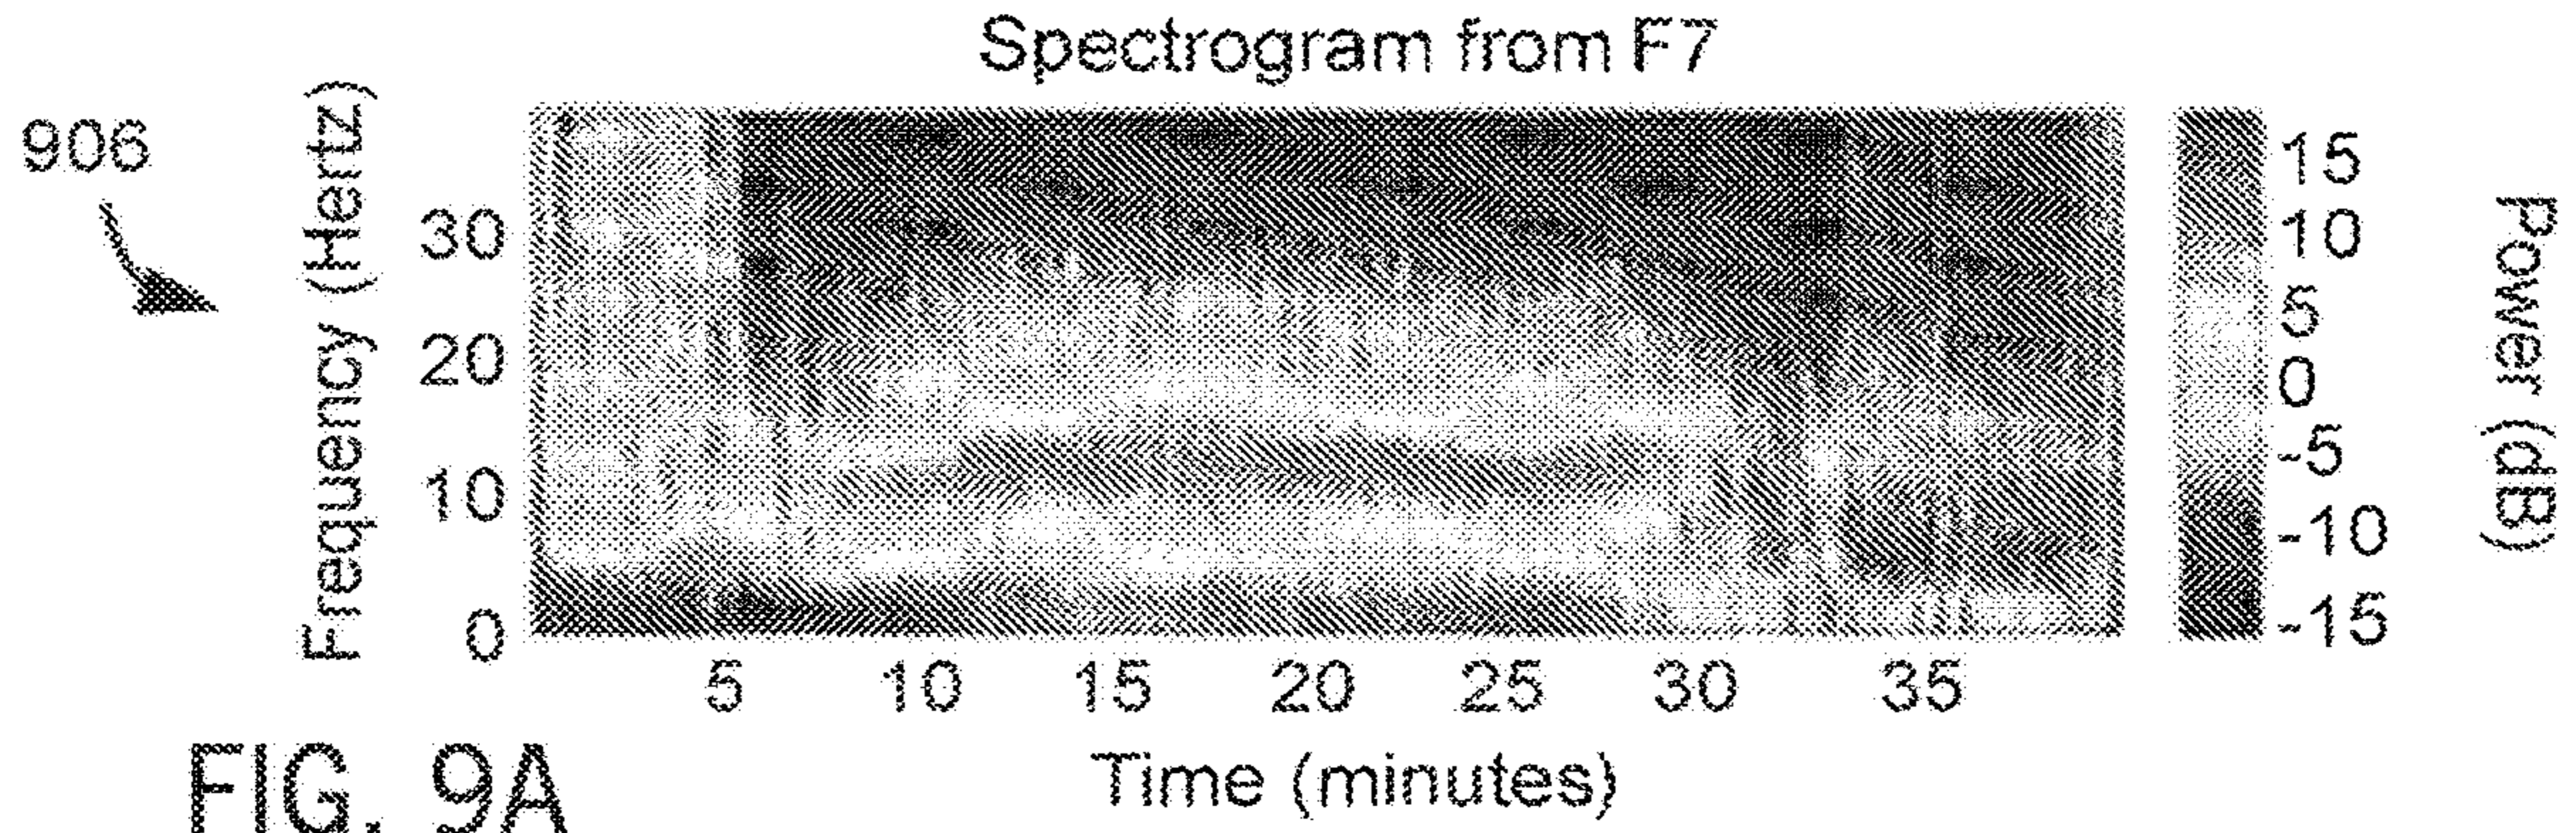 Spectrogram from F7
906
Frequency (Hertz)
30
20
10
0
5 10 15 20 25 30 35
Time (minutes)
15
10
5
0
-5
-10
-15
Power (dB)
FIG. 9A